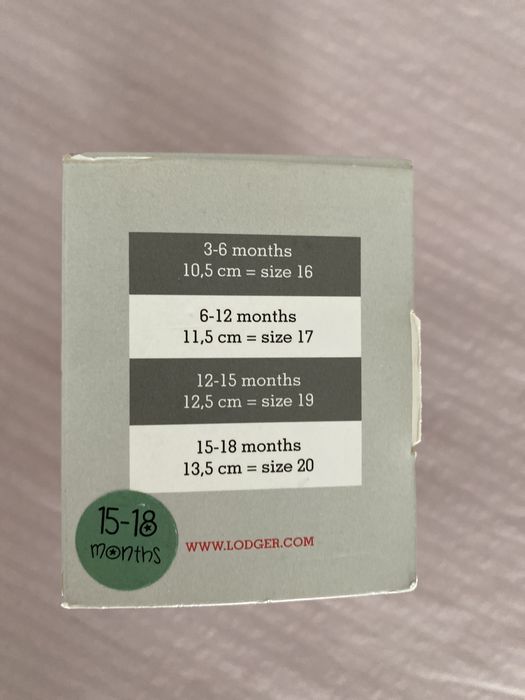 3-6 months
10,5 cm = size 16
6-12 months
11,5 cm = size 17
12-15 months
12,5 cm = size 19
15-18 months
13,5 cm = size 20
15-18
months
WWW.LODGER.COM